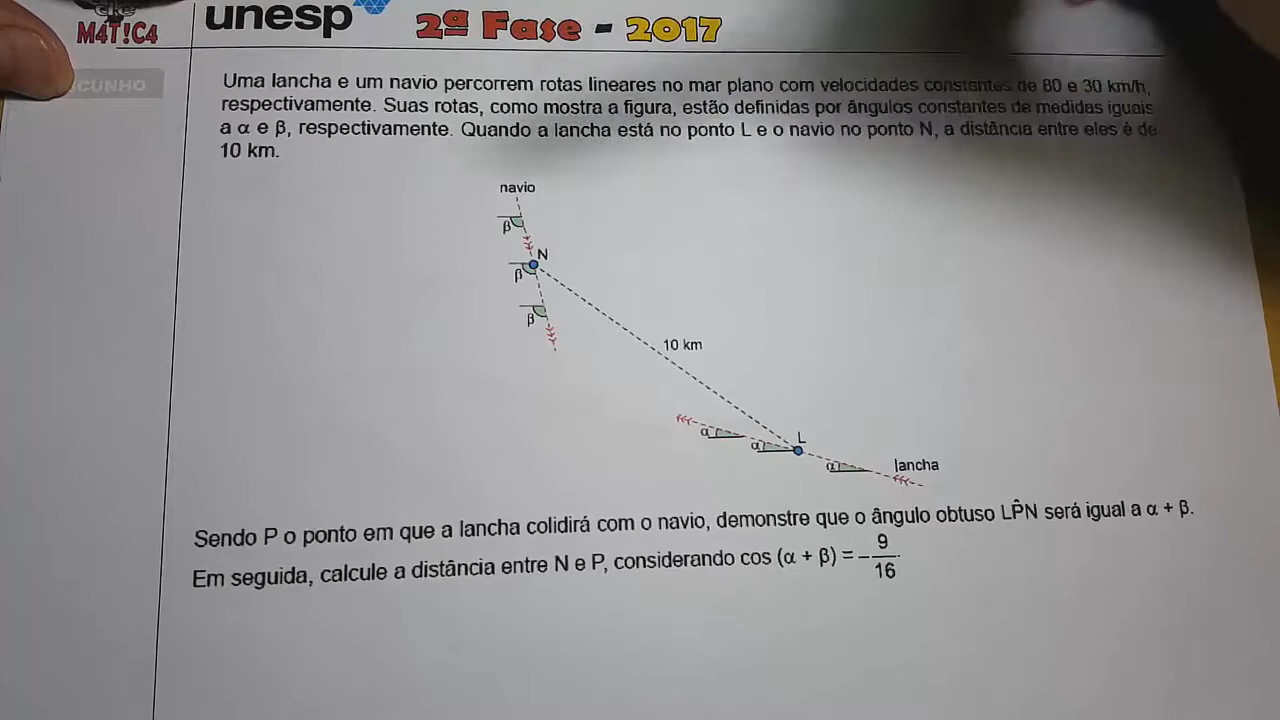 M4T!C4
unesp
2ª Fase - 2017
CUNHO
Uma lancha e um navio percorrem rotas lineares no mar plano com velocidades constantes de 80 e 30 km/h,
respectivamente. Suas rotas, como mostra a figura, estão definidas por ângulos constantes de medidas iguais
a α e β, respectivamente. Quando a lancha está no ponto L e o navio no ponto N, a distância entre eles é de
10 km.
navio
β
N
β
β
10 km
α
L
α
α
lancha
Sendo P o ponto em que a lancha colidirá com o navio, demonstre que o ângulo obtuso LP̂N será igual a α + β.
Em seguida, calcule a distância entre N e P, considerando cos (α + β) = −9/16.